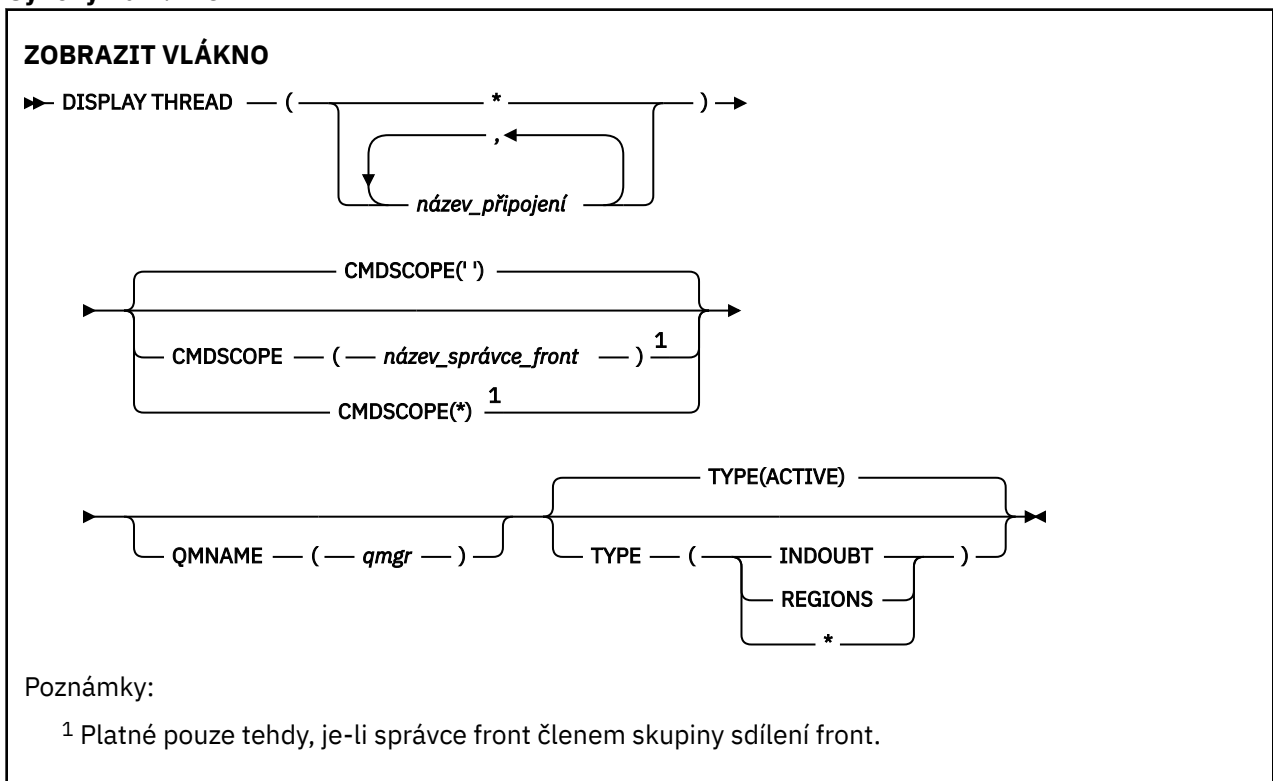 ZOBRAZIT VLÁKNO
DISPLAY THREAD ( * )
,
název_připojení
CMDSCOPE(' ')
CMDSCOPE ( název_správce_front ) 1
CMDSCOPE(*) 1
TYPE(ACTIVE)
QMNAME ( qmgr ) TYPE ( INDOUBT )
REGIONS
*
Poznámky:
1 Platné pouze tehdy, je-li správce front členem skupiny sdílení front.